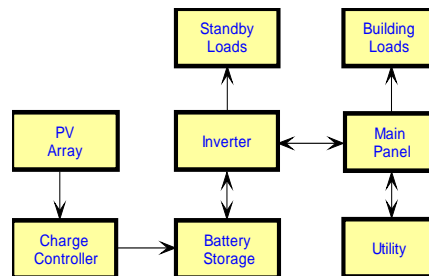 Standby
Loads
Building
Loads
PV
Array
Inverter
Main
Panel
Charge
Controller
Battery
Storage
Utility